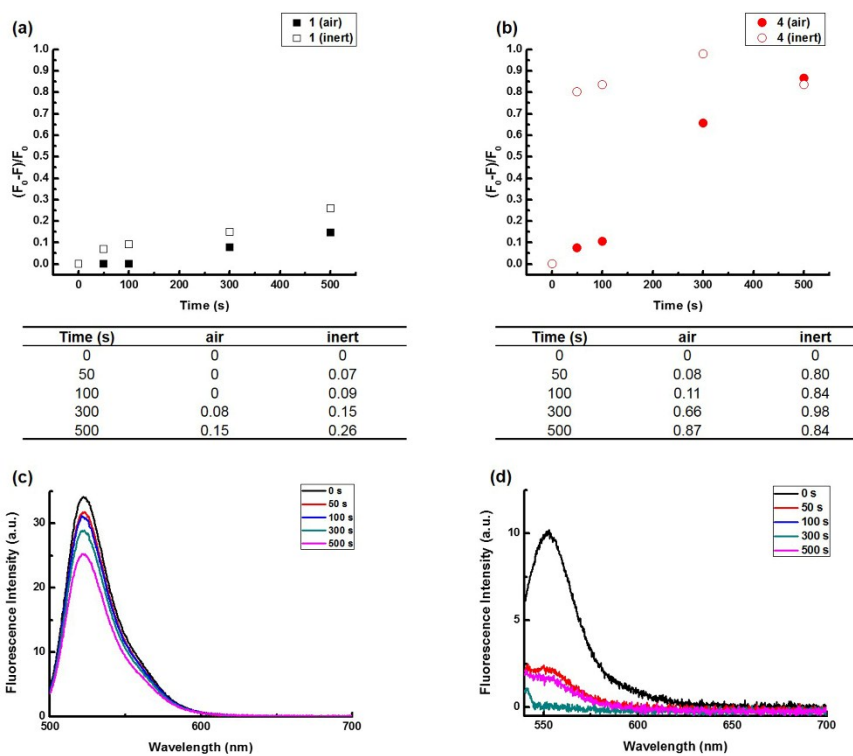 (a)
1 (air)
1 (inert)
1.0
0.9
0.8
0.7
0.6
0.5
0.4
0.3
0.2
0.1
0.0
(F₀-F)/F₀
0 100 200 300 400 500
Time (s)
(b)
4 (air)
4 (inert)
1.0
0.9
0.8
0.7
0.6
0.5
0.4
0.3
0.2
0.1
0.0
(F₀-F)/F₀
0 100 200 300 400 500
Time (s)
Time (s) air inert
0 0 0
50 0 0.07
100 0 0.09
300 0.08 0.15
500 0.15 0.26
Time (s) air inert
0 0 0
50 0.08 0.80
100 0.11 0.84
300 0.66 0.98
500 0.87 0.84
(c)
0 s
50 s
100 s
300 s
500 s
30
20
10
0
Fluorescence Intensity (a.u.)
500 600 700
Wavelength (nm)
(d)
0 s
50 s
100 s
300 s
500 s
10
5
0
Fluorescence Intensity (a.u.)
550 600 650 700
Wavelength (nm)